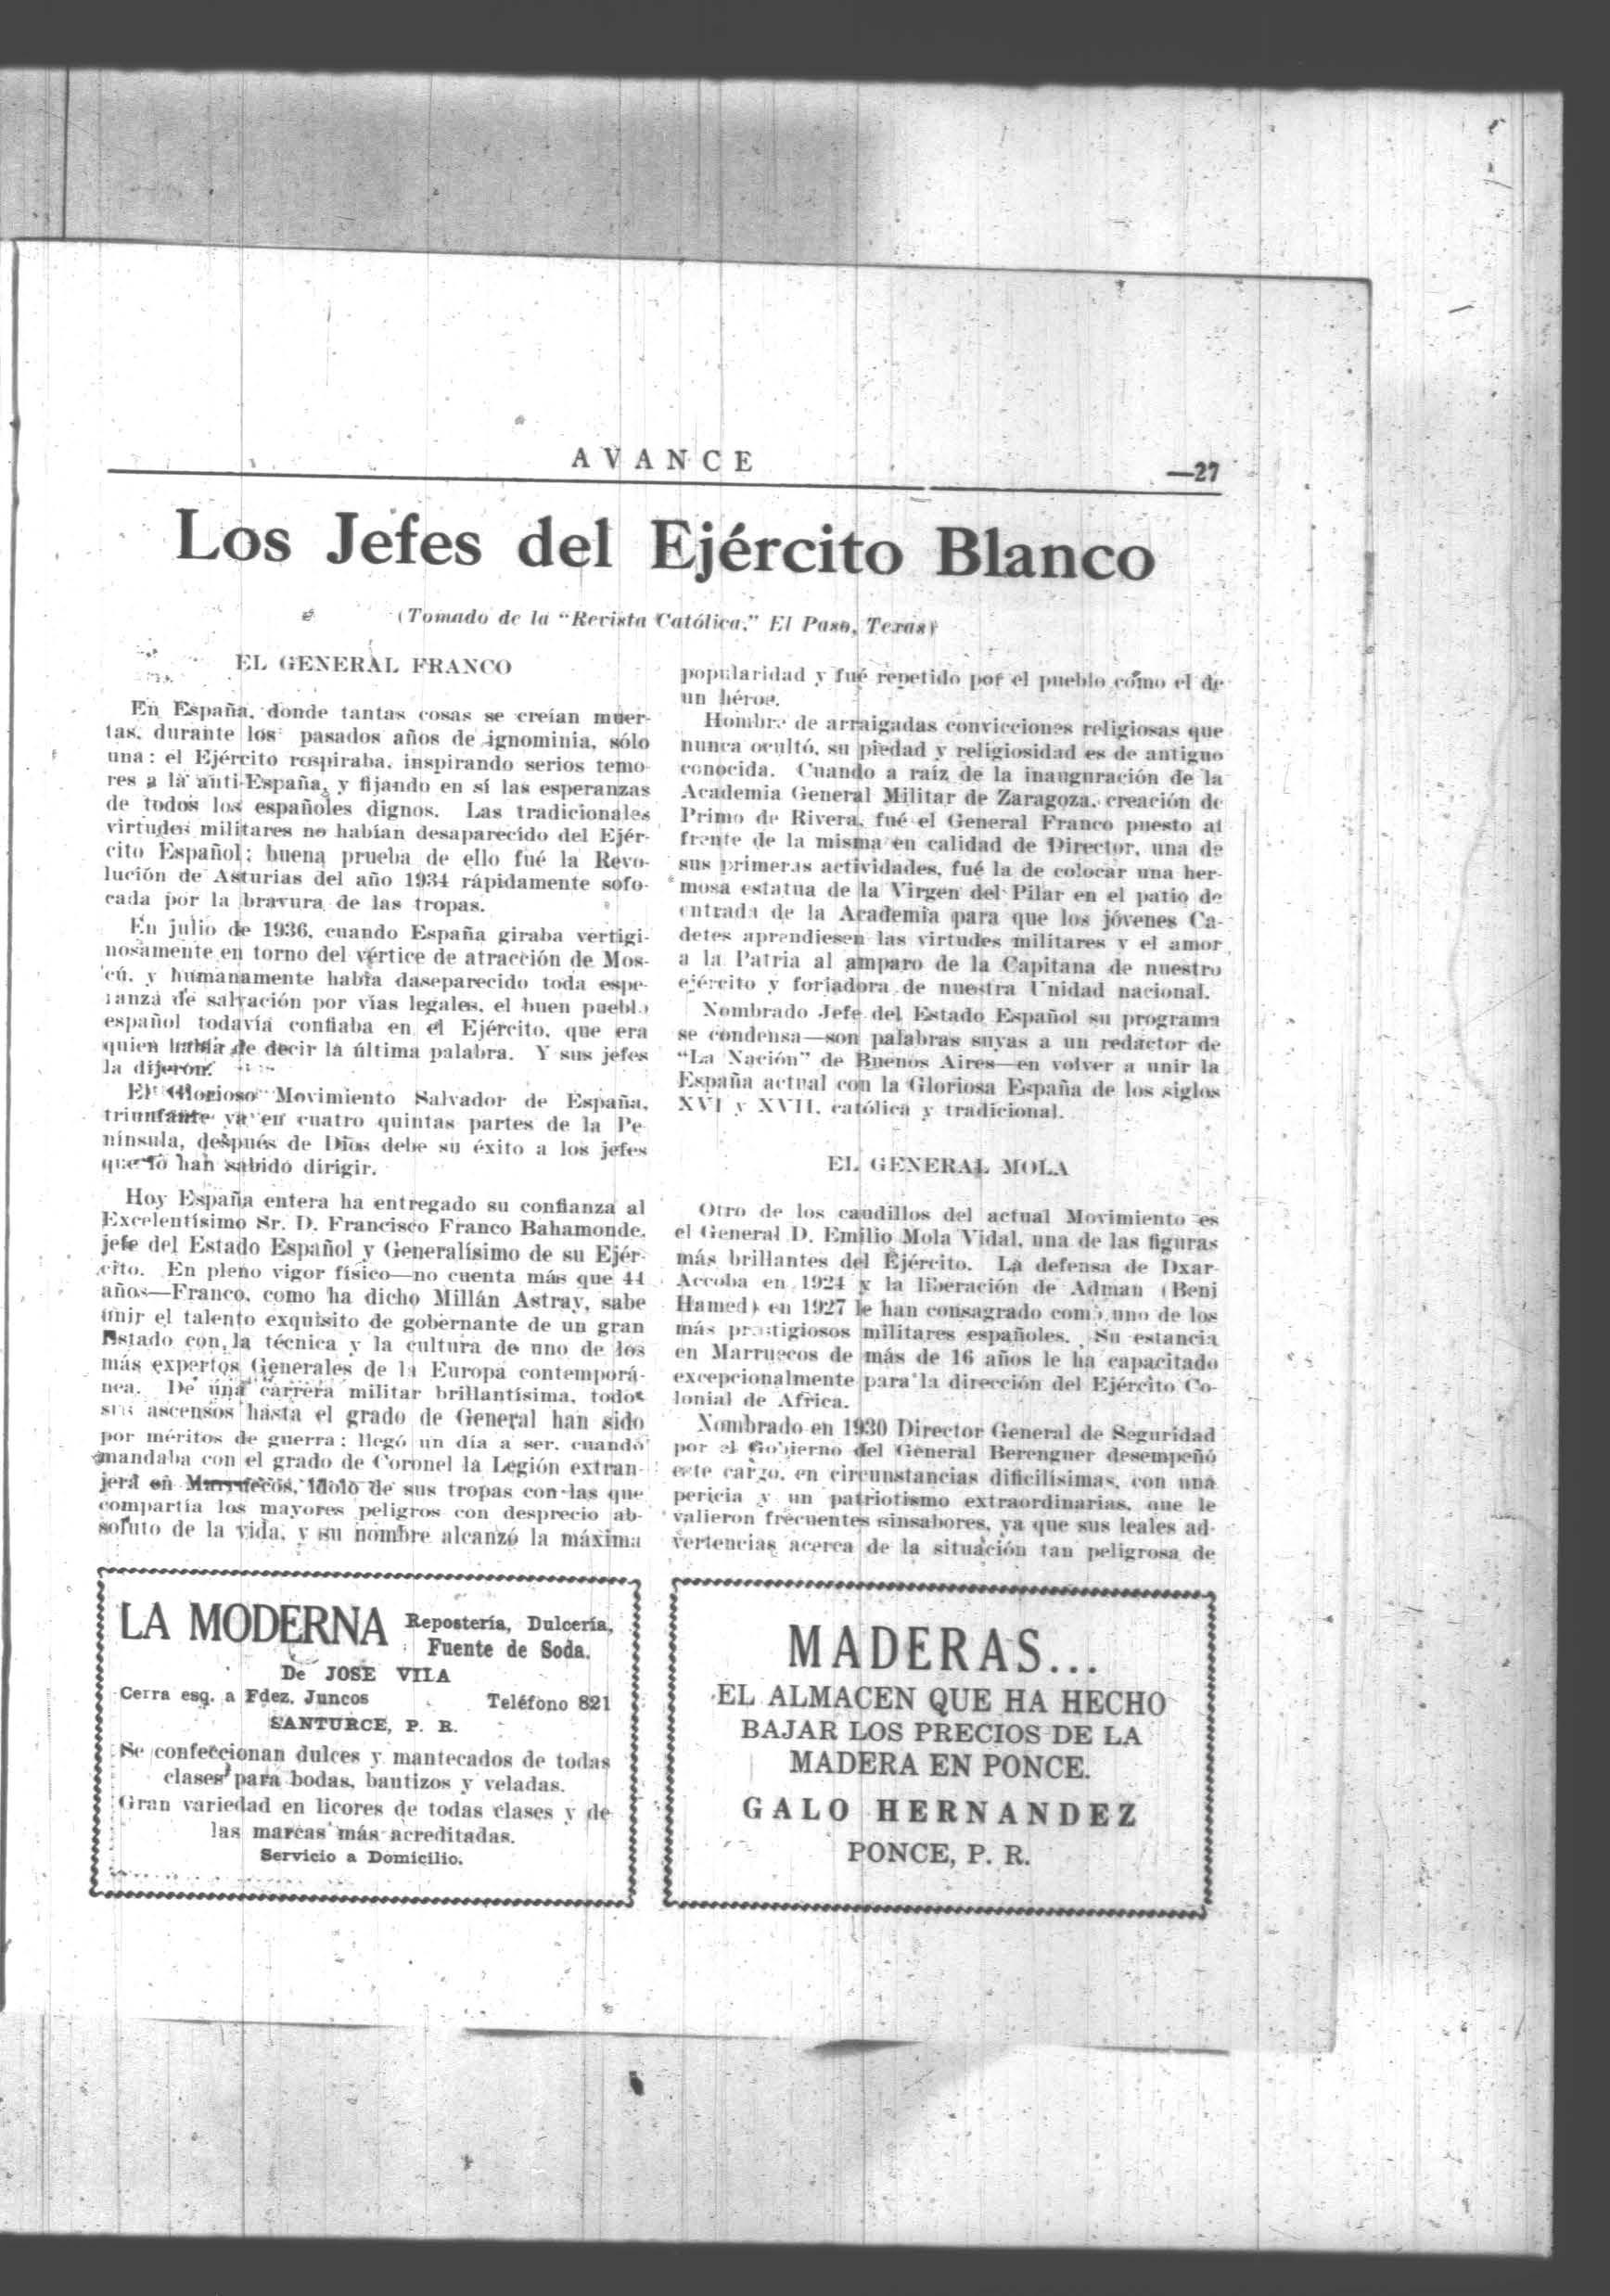 AVANCE
—27
Los Jefes del Ejército Blanco
(Tomado de la "Revista Católica," El Paso, Texas)
EL GENERAL FRANCO
En España, donde tantas cosas se creían muer-
tas, durante los pasados años de ignominia, sólo
una: el Ejército respiraba, inspirando serios temo-
res a la anti-España, y fijando en sí las esperanzas
de todos los españoles dignos. Las tradicionales
virtudes militares no habían desaparecido del Ejér-
cito Español; buena prueba de ello fué la Revo-
lución de Asturias del año 1934 rápidamente sofo-
cada por la bravura de las tropas.
En julio de 1936, cuando España giraba vertigi-
nosamente en torno del vértice de atracción de Mos-
cú, y humanamente había daseparecido toda espe-
ranza de salvación por vías legales, el buen pueblo
español todavía confiaba en el Ejército, que era
quien había de decir la última palabra. Y sus jefes
la dijeron.
El Glorioso Movimiento Salvador de España,
triunfante ya en cuatro quintas partes de la Pe-
nínsula, después de Dios debe su éxito a los jefes
que lo han sabido dirigir.
Hoy España entera ha entregado su confianza al
Excelentísimo Sr. D. Francisco Franco Bahamonde,
jefe del Estado Español y Generalísimo de su Ejér-
cito. En pleno vigor físico—no cuenta más que 44
años—Franco, como ha dicho Millán Astray, sabe
unir el talento exquisito de gobernante de un gran
Estado con la técnica y la cultura de uno de los
más expertos Generales de la Europa contemporá-
nea. De una carrera militar brillantísima, todos
sus ascensos hasta el grado de General han sido
por méritos de guerra; llegó un día a ser, cuando
mandaba con el grado de Coronel la Legión extran-
jera en Marruecos, ídolo de sus tropas con las que
compartía los mayores peligros con desprecio ab-
soluto de la vida, y su nombre alcanzó la máxima
popularidad y fué repetido por el pueblo como el de
un héroe.
Hombre de arraigadas convicciones religiosas que
nunca ocultó, su piedad y religiosidad es de antiguo
conocida. Cuando a raíz de la inauguración de la
Academia General Militar de Zaragoza, creación de
Primo de Rivera, fué el General Franco puesto al
frente de la misma en calidad de Director, una de
sus primeras actividades, fué la de colocar una her-
mosa estatua de la Virgen del Pilar en el patio de
entrada de la Academia para que los jóvenes Ca-
detes aprendiesen las virtudes militares y el amor
a la Patria al amparo de la Capitana de nuestro
ejército y forjadora de nuestra Unidad nacional.
Nombrado Jefe del Estado Español su programa
se condensa—son palabras suyas a un redactor de
"La Nación" de Buenos Aires—en volver a unir la
España actual con la Gloriosa España de los siglos
XVI y XVII, católica y tradicional.
EL GENERAL MOLA
Otro de los caudillos del actual Movimiento es
el General D. Emilio Mola Vidal, una de las figuras
más brillantes del Ejército. La defensa de Dxar-
Accoba en 1924 y la liberación de Adman (Beni
Hamed) en 1927 le han consagrado como uno de los
más prestigiosos militares españoles. Su estancia
en Marruecos de más de 16 años le ha capacitado
excepcionalmente para la dirección del Ejército Co-
lonial de Africa.
Nombrado en 1930 Director General de Seguridad
por el Gobierno del General Berenguer desempeñó
este cargo, en circunstancias dificilísimas, con una
pericia y un patriotismo extraordinarias, que le
valieron frecuentes sinsabores, ya que sus leales ad-
vertencias acerca de la situación tan peligrosa de
LA MODERNA Repostería, Dulcería,
Fuente de Soda.
De JOSE VILA
Cerra esq. a Fdez. Juncos Teléfono 821
SANTURCE, P. R.
Se confeccionan dulces y mantecados de todas
clases para bodas, bautizos y veladas.
Gran variedad en licores de todas clases y de
las marcas más acreditadas.
Servicio a Domicilio.
MADERAS...
EL ALMACEN QUE HA HECHO
BAJAR LOS PRECIOS DE LA
MADERA EN PONCE.
GALO HERNANDEZ
PONCE, P. R.